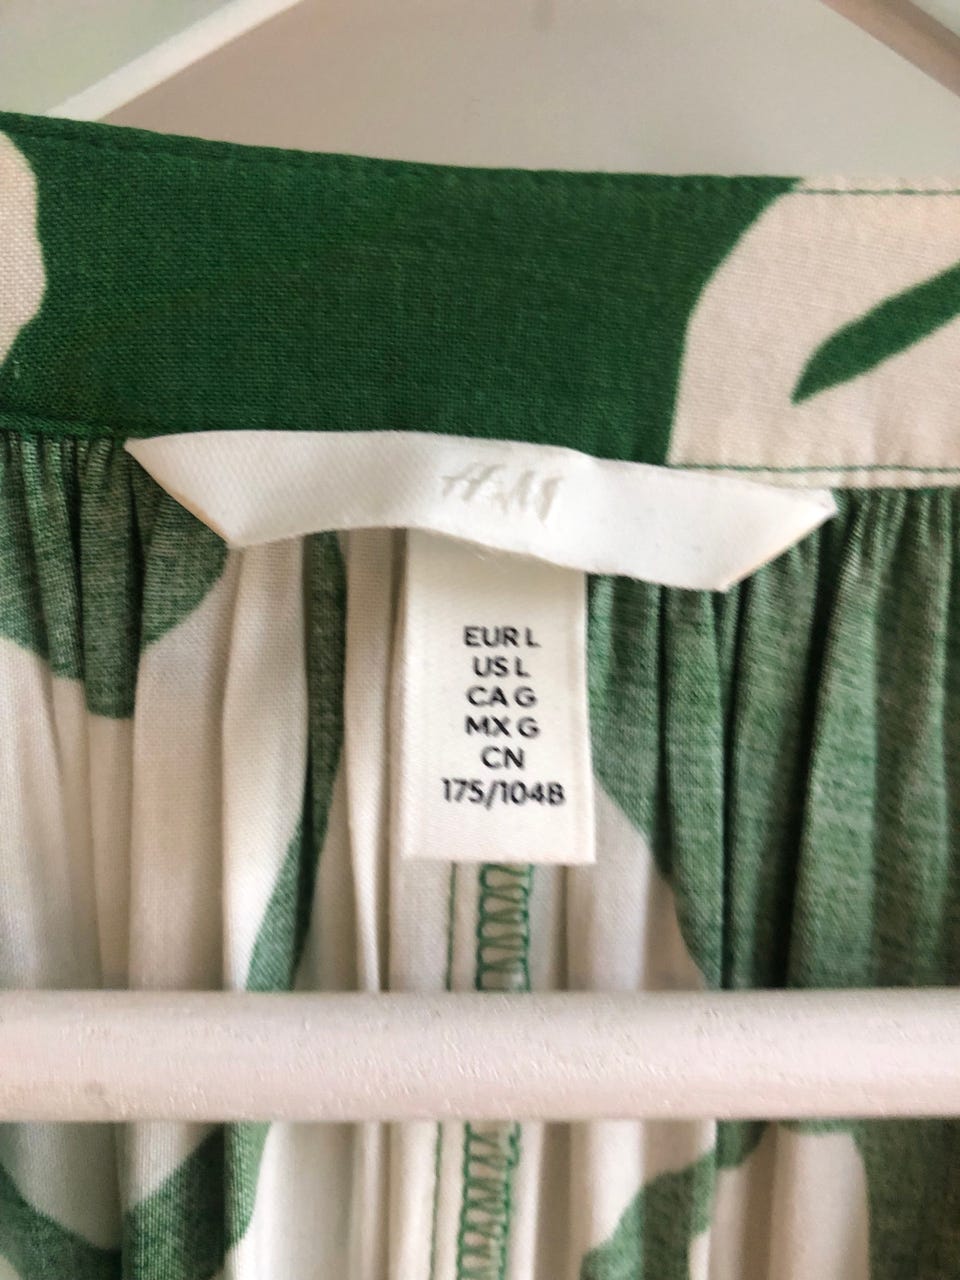 H&M
EUR L
US L
CA G
MX G
CN
175/104B